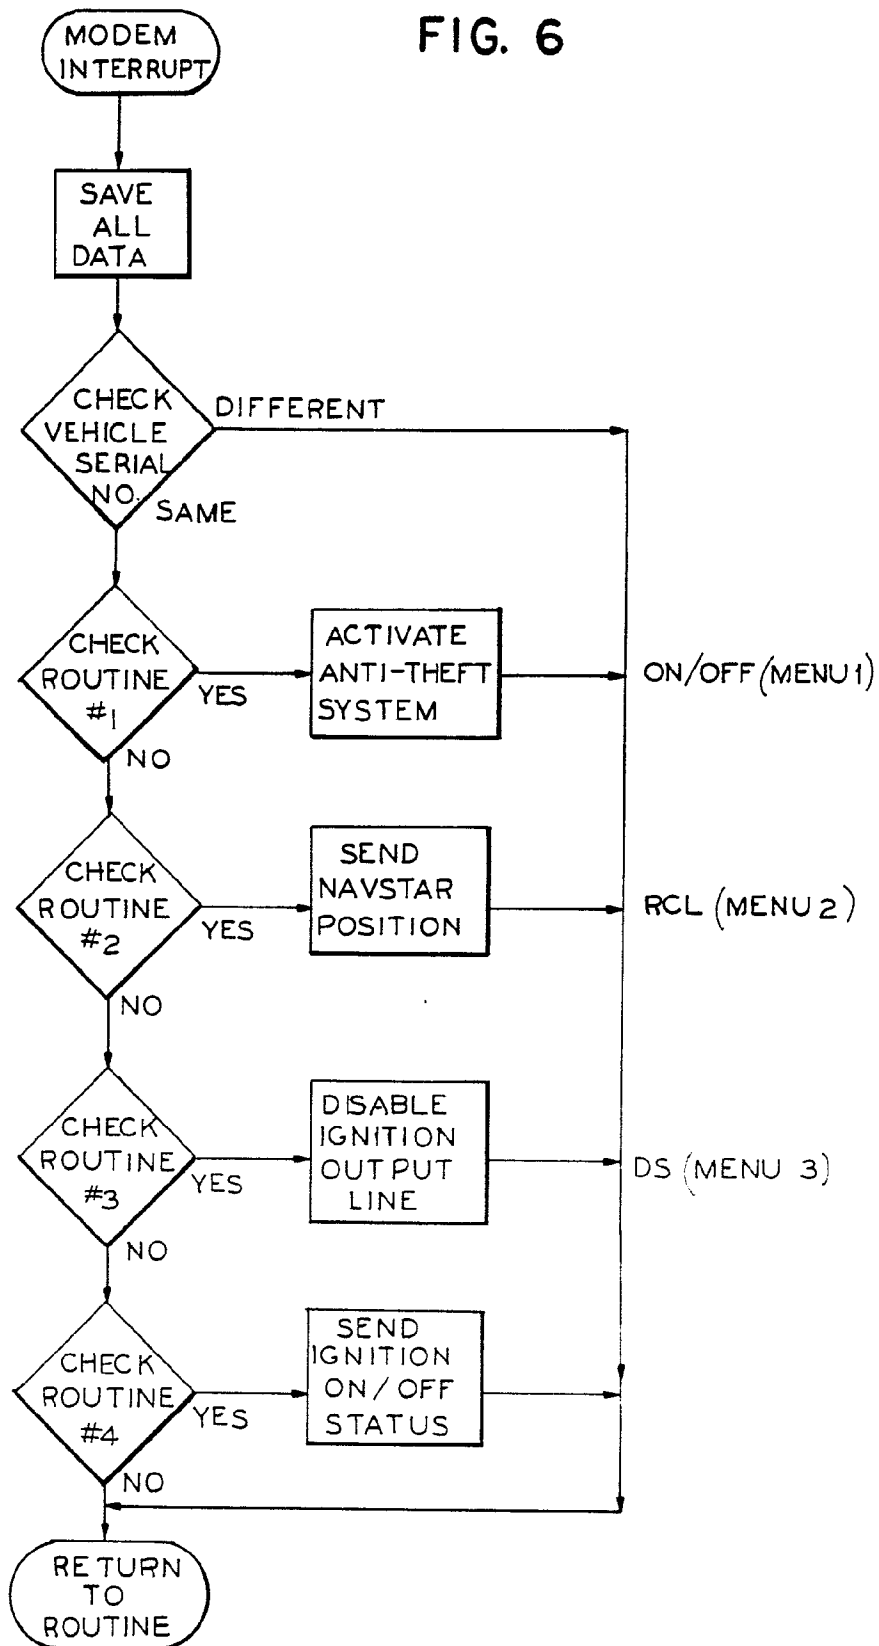 FIG. 6
MODEM
INTERRUPT
SAVE
ALL
DATA
CHECK
VEHICLE
SERIAL
NO.
DIFFERENT
SAME
CHECK
ROUTINE
#1
YES
NO
ACTIVATE
ANTI-THEFT
SYSTEM
ON/OFF (MENU 1)
CHECK
ROUTINE
#2
YES
NO
SEND
NAVSTAR
POSITION
RCL (MENU 2)
CHECK
ROUTINE
#3
YES
NO
DISABLE
IGNITION
OUTPUT
LINE
DS (MENU 3)
CHECK
ROUTINE
#4
YES
NO
SEND
IGNITION
ON/OFF
STATUS
RETURN
TO
ROUTINE